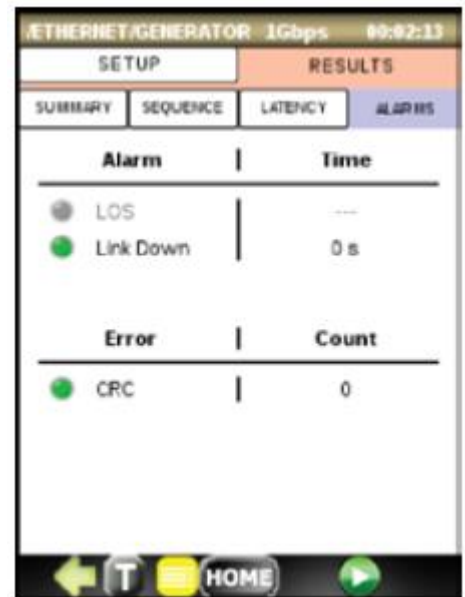 /ETHERNET/GENERATOR 1Gbps 00:02:13
SETUP RESULTS
SUMMARY SEQUENCE LATENCY ALARMS
Alarm Time
LOS ---
Link Down 0 s
Error Count
CRC 0
T HOME